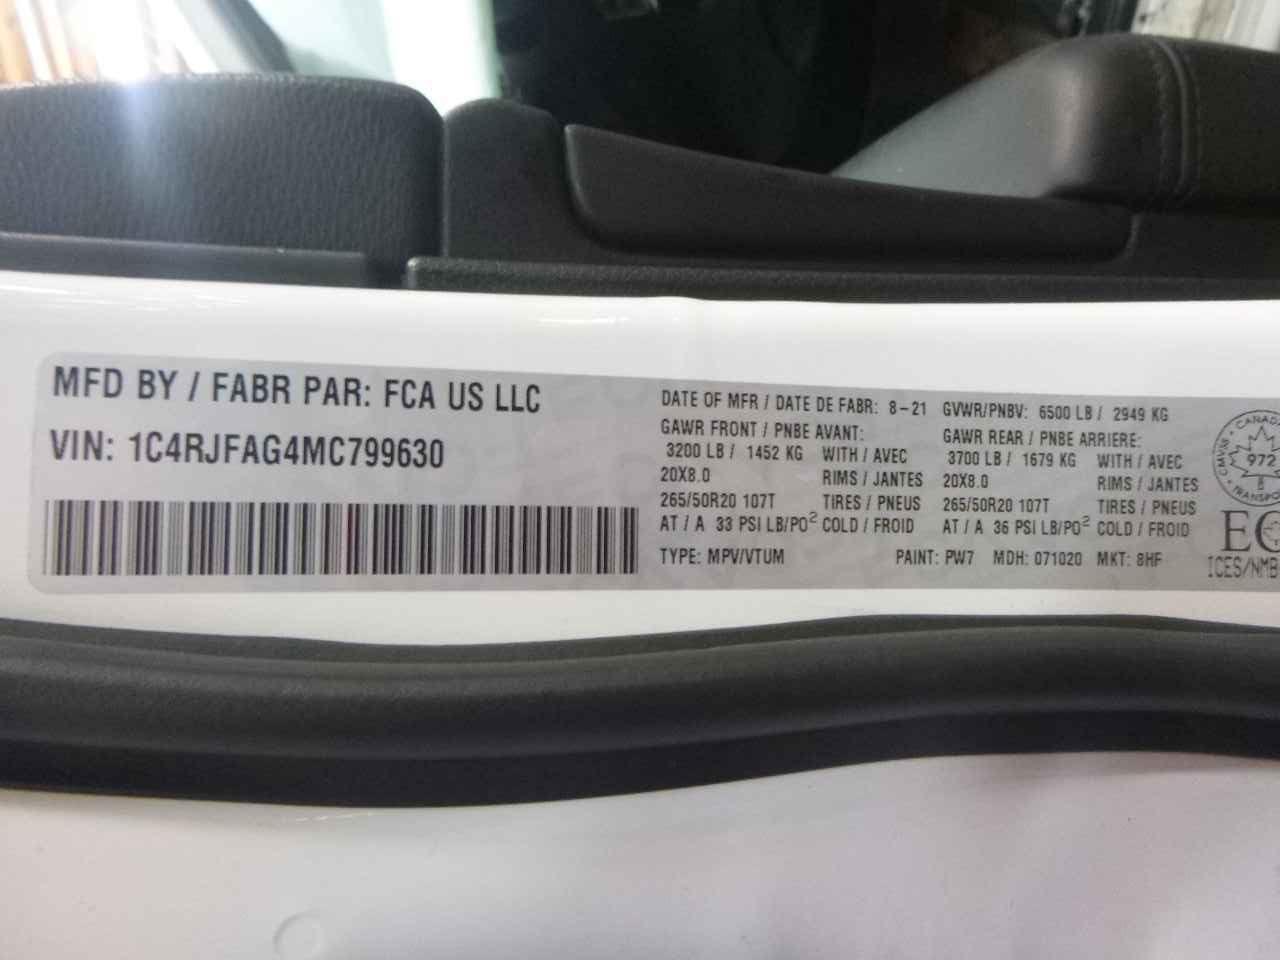 MFD BY / FABR PAR: FCA US LLC
VIN: 1C4RJFAG4MC799630
DATE OF MFR / DATE DE FABR: 8-21
GAWR FRONT / PNBE AVANT:
3200 LB / 1452 KG WITH / AVEC
20X8.0 RIMS / JANTES
265/50R20 107T TIRES / PNEUS
AT / A 33 PSI LB/PO² COLD / FROID
TYPE: MPV/VTUM
GVWR/PNBV: 6500 LB / 2949 KG
GAWR REAR / PNBE ARRIERE:
3700 LB / 1679 KG WITH / AVEC
20X8.0 RIMS / JANTES
265/50R20 107T TIRES / PNEUS
AT / A 36 PSI LB/PO² COLD / FROID
PAINT: PW7 MDH: 071020 MKT: 8HF
CANADA
CMVSS
972
TRANSPO
EC
ICES/NMB